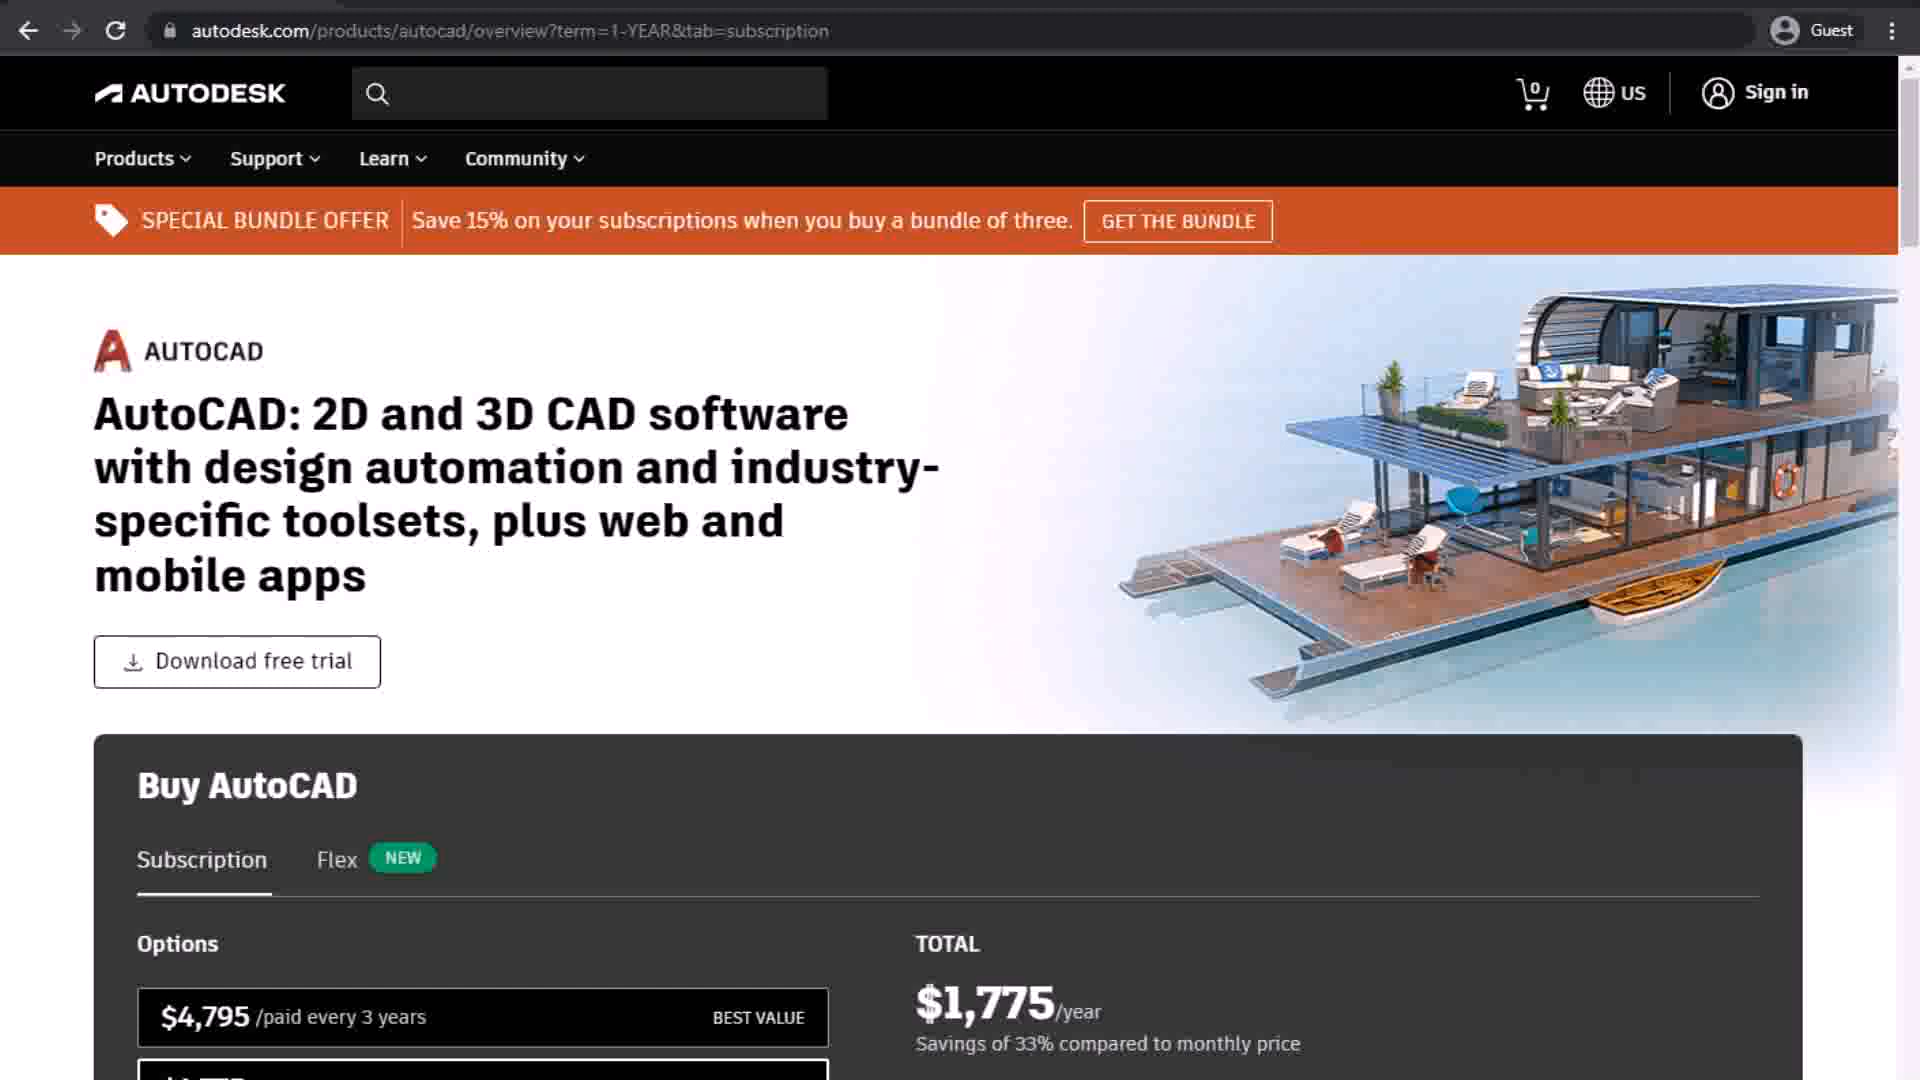 autodesk.com/products/autocad/overview?term=1-YEAR&tab=subscription
Guest
AUTODESK
0
US
Sign in
Products
Support
Learn
Community
SPECIAL BUNDLE OFFER
Save 15% on your subscriptions when you buy a bundle of three.
GET THE BUNDLE
AUTOCAD
AutoCAD: 2D and 3D CAD software
with design automation and industry-
specific toolsets, plus web and
mobile apps
Download free trial
Buy AutoCAD
Subscription
Flex
NEW
Options
TOTAL
$4,795 /paid every 3 years
BEST VALUE
$1,775/year
Savings of 33% compared to monthly price